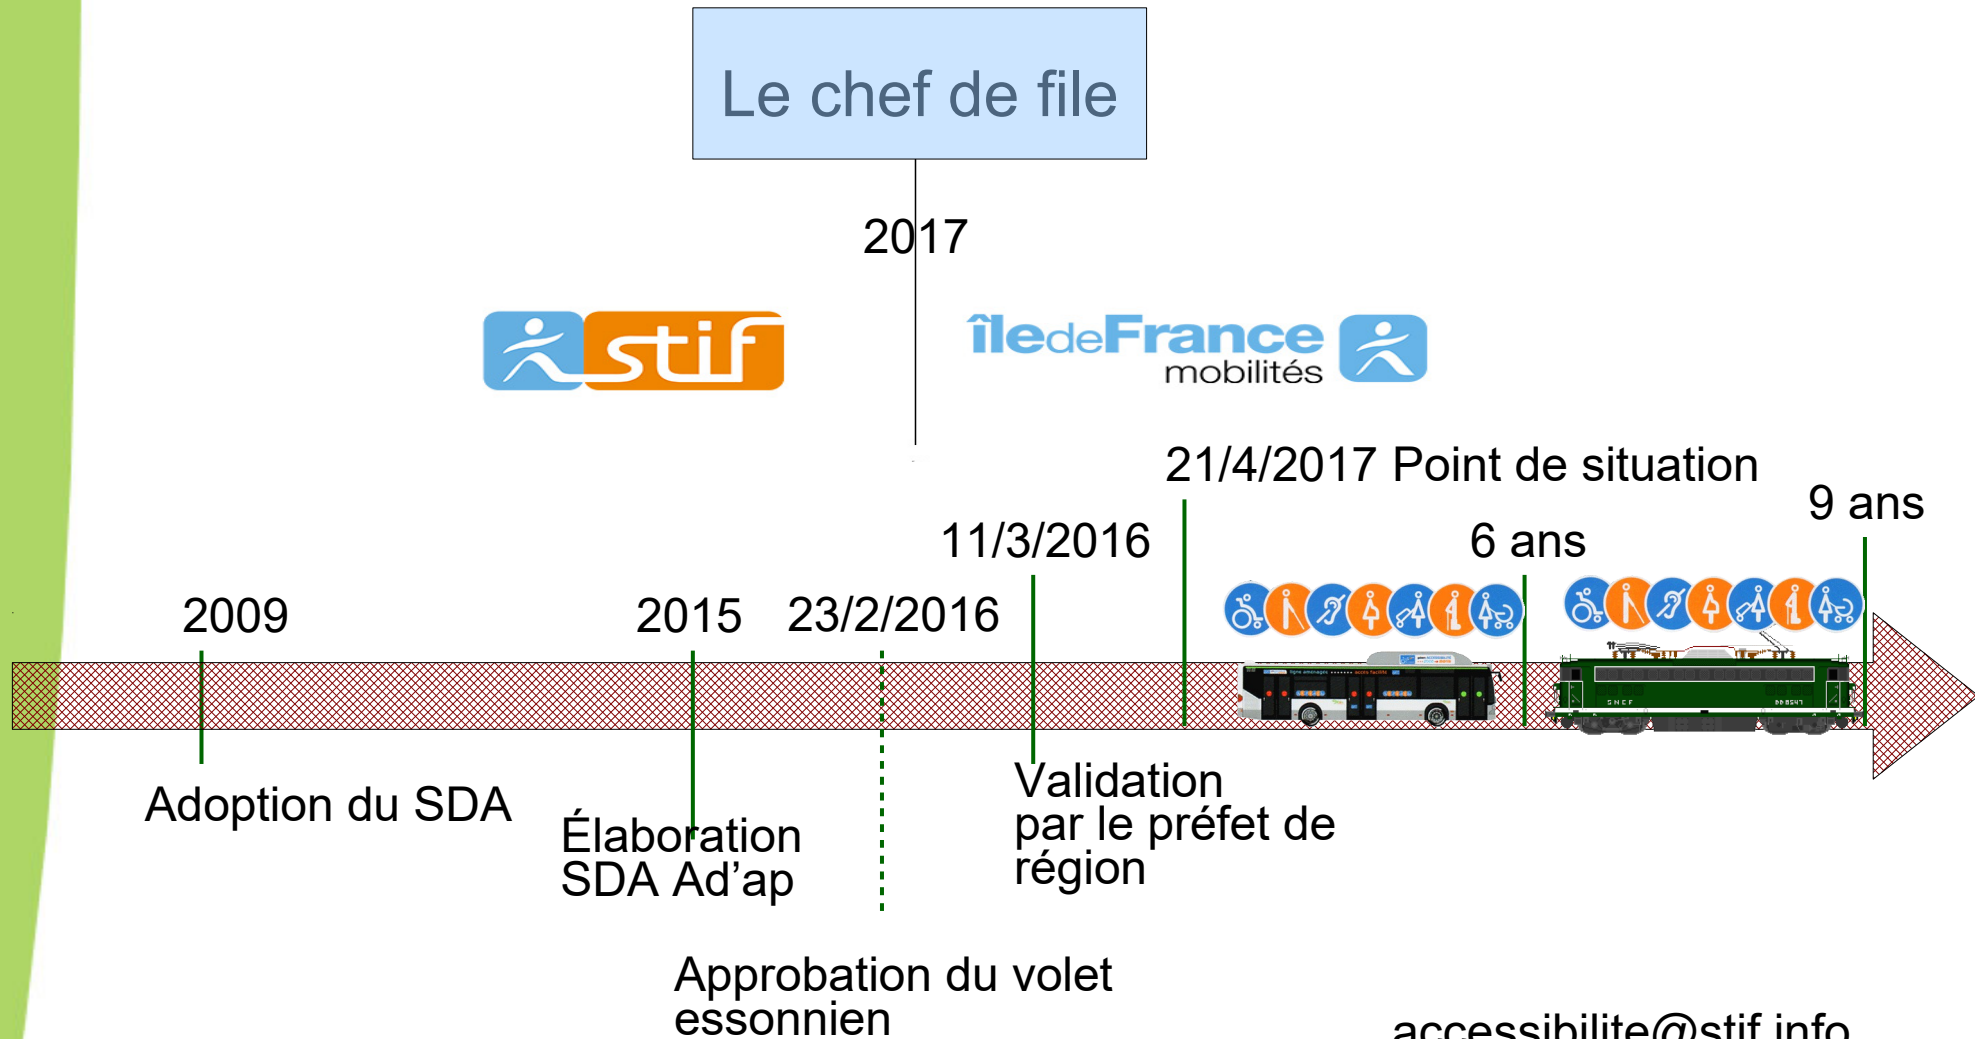 Le chef de file
2017
stif
îledeFrance
mobilités
21/4/2017 Point de situation
9 ans
11/3/2016
6 ans
2009
2015
23/2/2016
SNCF
Adoption du SDA
Élaboration
SDA Ad’ap
Validation
par le préfet de
région
Approbation du volet
essonnien
accessibilite@stif.info